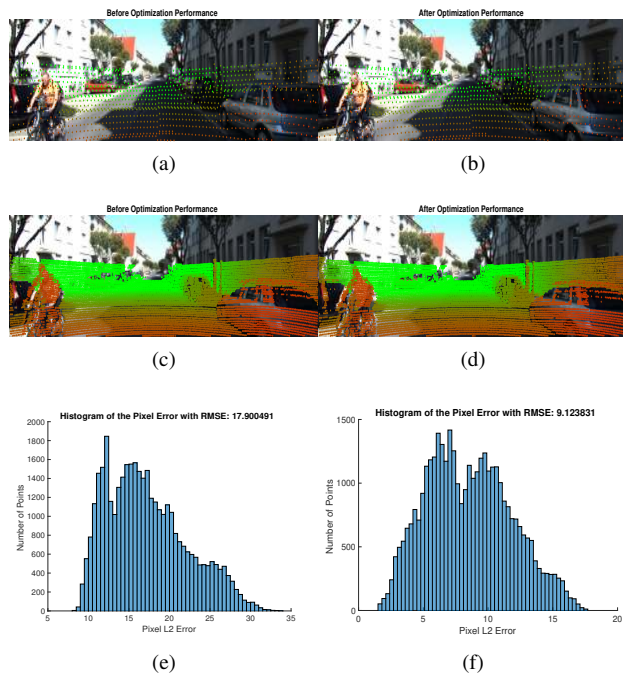 Before Optimization Performance
After Optimization Performance
(a)
(b)
Before Optimization Performance
After Optimization Performance
(c)
(d)
Histogram of the Pixel Error with RMSE: 17.900491
2000
1800
1600
1400
1200
1000
800
600
400
200
0
Number of Points
5
10
15
20
25
30
35
Pixel L2 Error
(e)
Histogram of the Pixel Error with RMSE: 9.123831
1500
1000
500
0
Number of Points
0
5
10
15
20
Pixel L2 Error
(f)